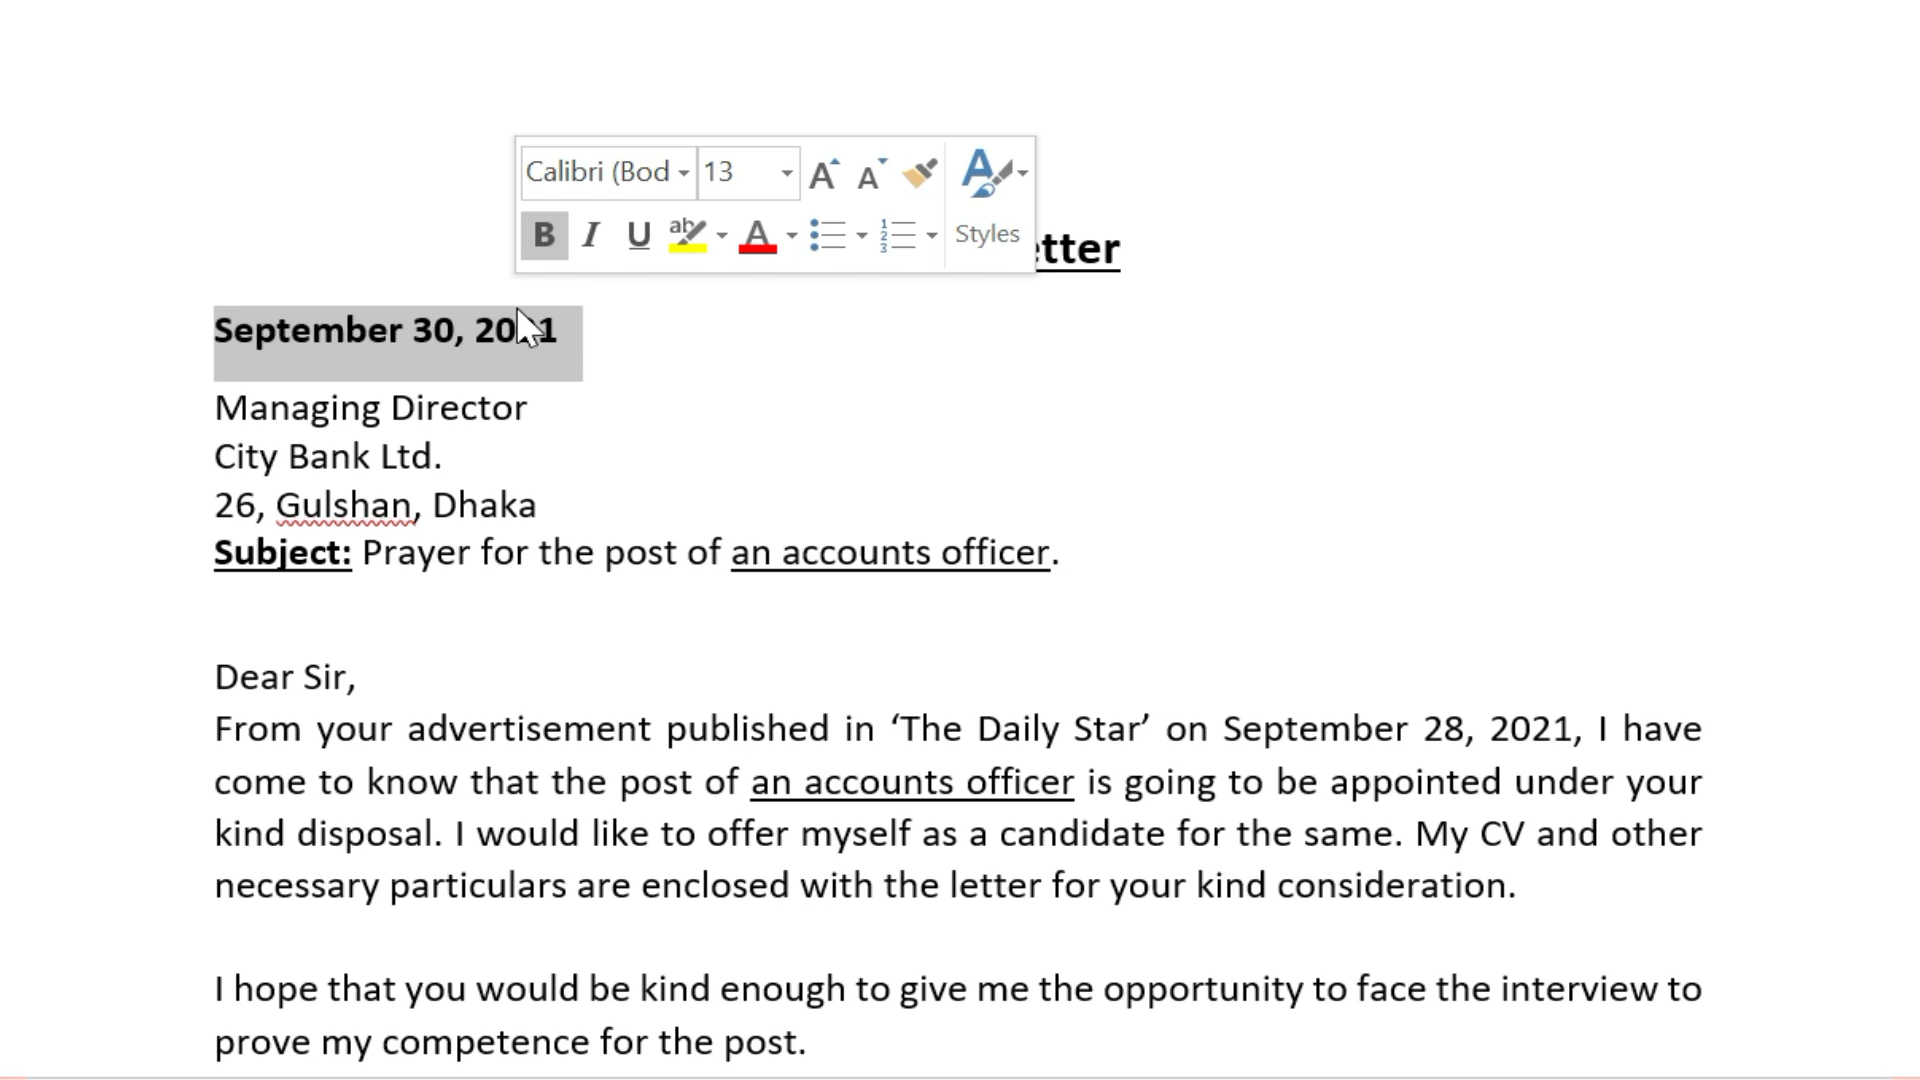 Calibri (Bod 13
Styles
etter
September 30, 2021
Managing Director
City Bank Ltd.
26, Gulshan, Dhaka
Subject: Prayer for the post of an accounts officer.
Dear Sir,
From your advertisement published in ‘The Daily Star’ on September 28, 2021, I have
come to know that the post of an accounts officer is going to be appointed under your
kind disposal. I would like to offer myself as a candidate for the same. My CV and other
necessary particulars are enclosed with the letter for your kind consideration.
I hope that you would be kind enough to give me the opportunity to face the interview to
prove my competence for the post.